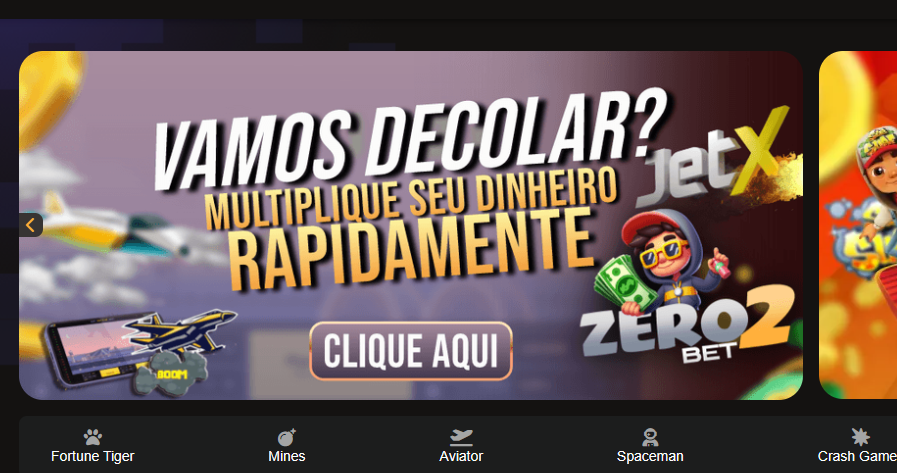 VAMOS DECOLAR?
MULTIPLIQUE SEU DINHEIRO
RAPIDAMENTE
JetX
CLIQUE AQUI
ZERO2
BET
BOOM
Fortune Tiger
Mines
Aviator
Spaceman
Crash Game